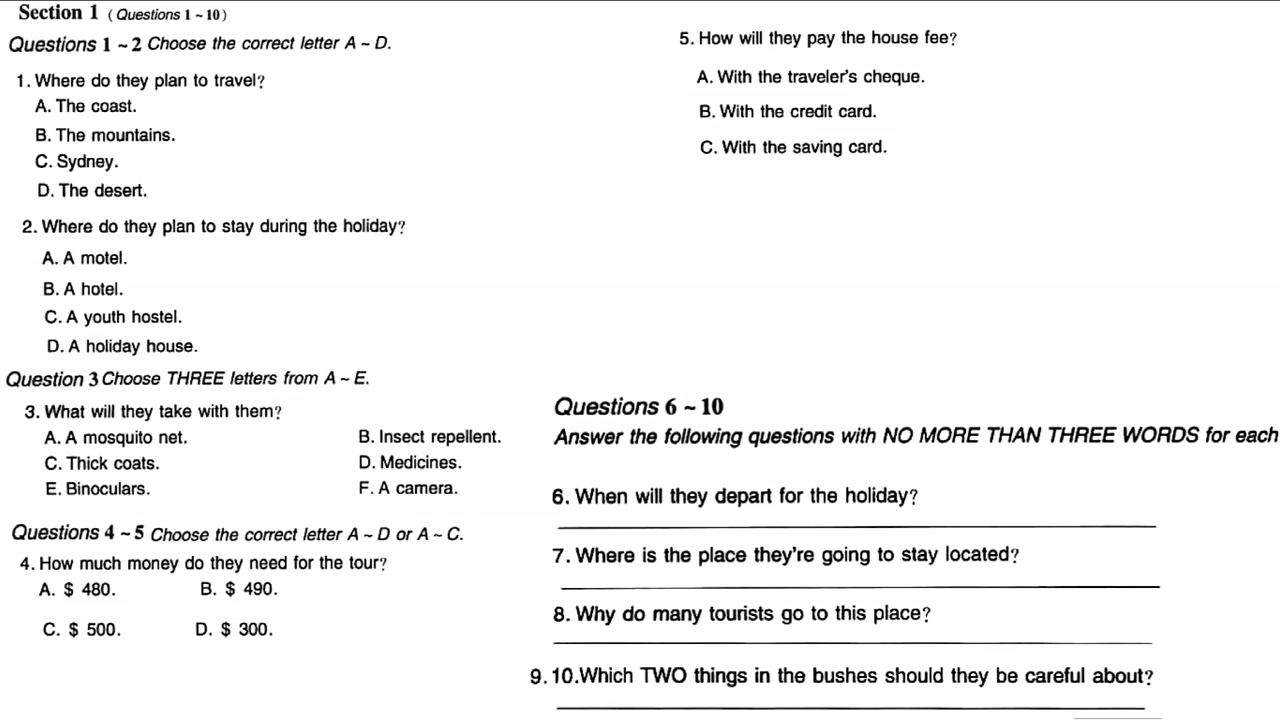 Section 1 ( Questions 1 ~ 10 )
Questions 1 ~ 2 Choose the correct letter A ~ D.
1. Where do they plan to travel?
A. The coast.
B. The mountains.
C. Sydney.
D. The desert.
2. Where do they plan to stay during the holiday?
A. A motel.
B. A hotel.
C. A youth hostel.
D. A holiday house.
Question 3 Choose THREE letters from A ~ E.
3. What will they take with them?
A. A mosquito net. B. Insect repellent.
C. Thick coats. D. Medicines.
E. Binoculars. F. A camera.
Questions 4 ~ 5 Choose the correct letter A ~ D or A ~ C.
4. How much money do they need for the tour?
A. $ 480. B. $ 490.
C. $ 500. D. $ 300.
5. How will they pay the house fee?
A. With the traveler's cheque.
B. With the credit card.
C. With the saving card.
Questions 6 ~ 10
Answer the following questions with NO MORE THAN THREE WORDS for each
6. When will they depart for the holiday?
7. Where is the place they're going to stay located?
8. Why do many tourists go to this place?
9. 10.Which TWO things in the bushes should they be careful about?